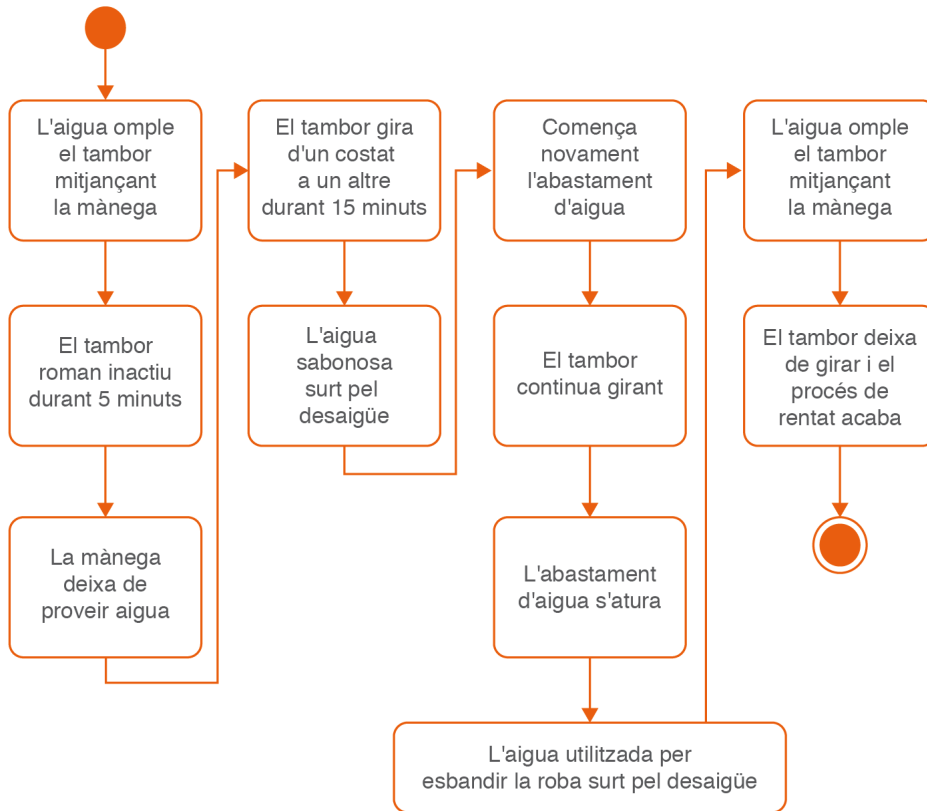 L'aigua omple
el tambor
mitjançant
la mànega
El tambor
roman inactiu
durant 5 minuts
La mànega
deixa de
proveir aigua
El tambor gira
d'un costat
a un altre
durant 15 minuts
L'aigua
sabonosa
surt pel
desaigüe
Comença
novament
l'abastament
d'aigua
El tambor
continua girant
L'abastament
d'aigua s'atura
L'aigua utilitzada per
esbandir la roba surt pel desaigüe
L'aigua omple
el tambor
mitjançant
la mànega
El tambor deixa
de girar i el
procés de
rentat acaba